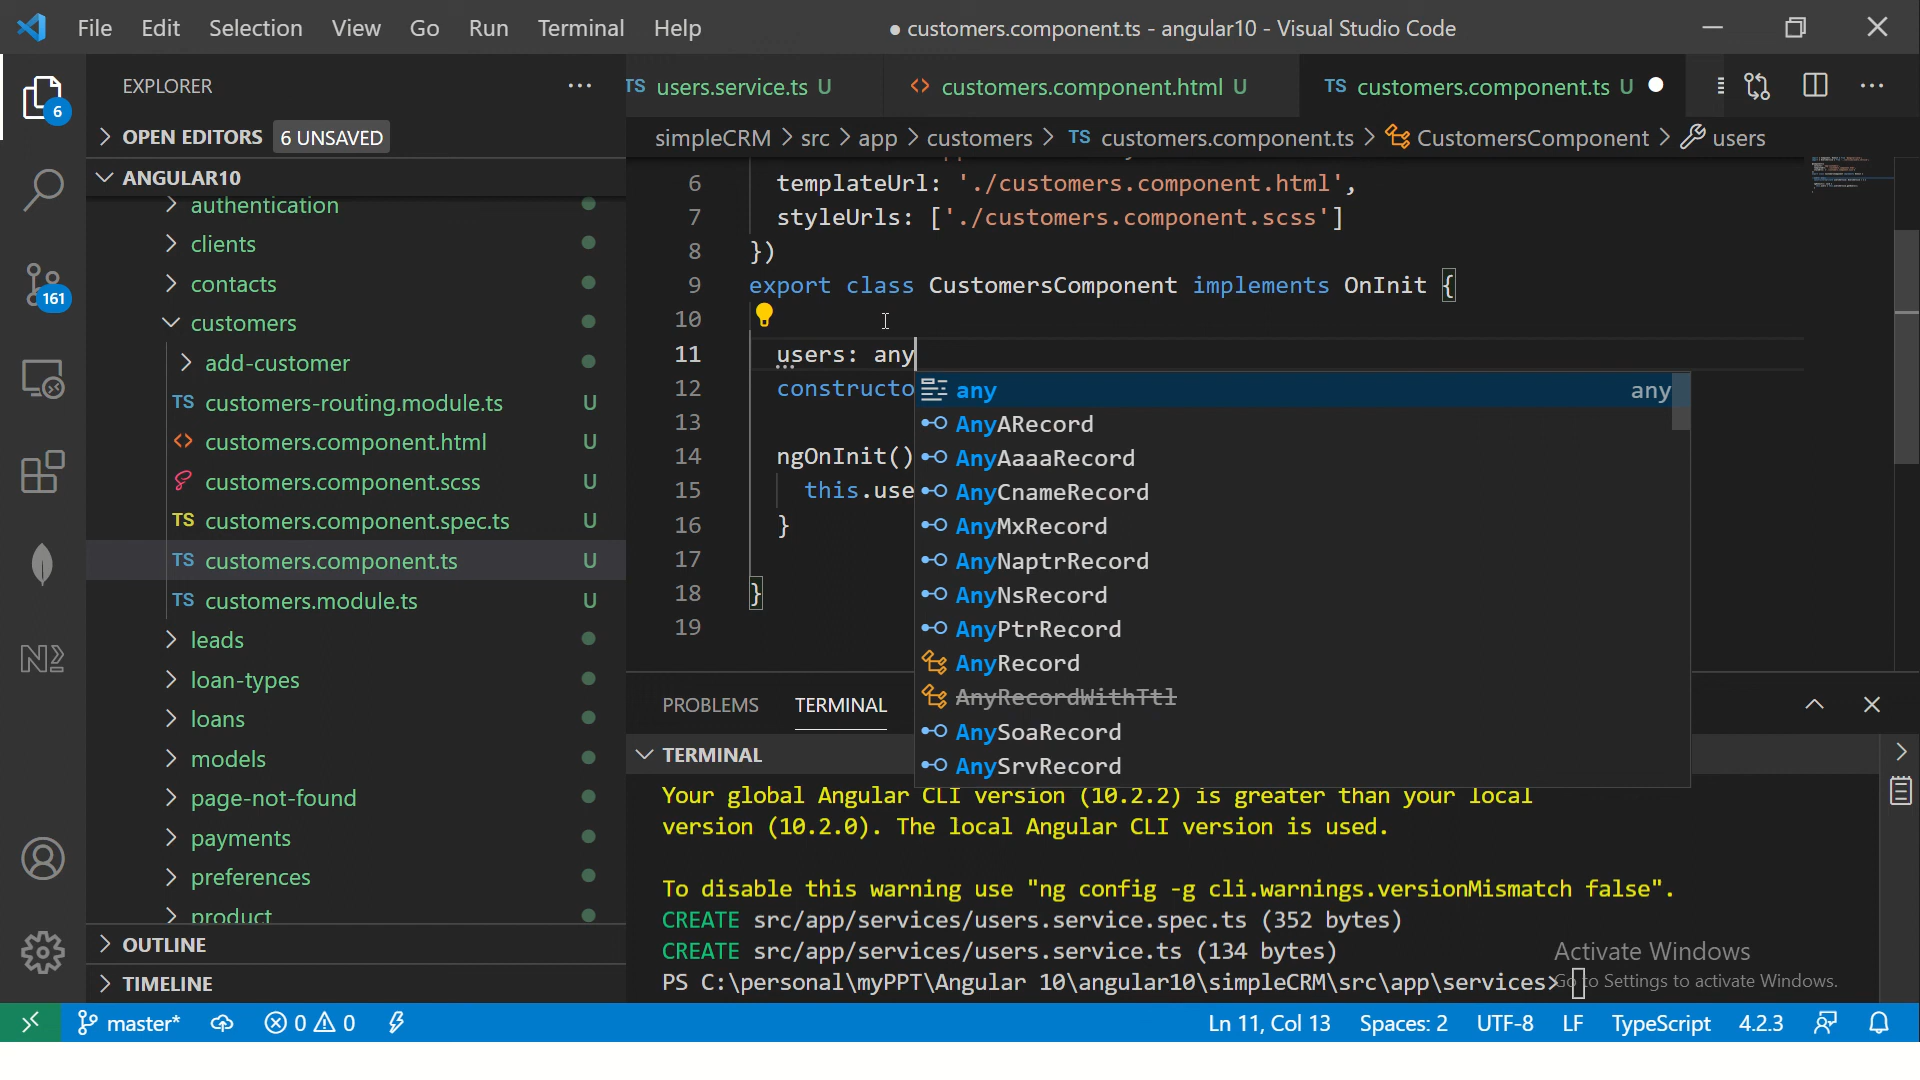 File Edit Selection View Go Run Terminal Help ● customers.component.ts - angular10 - Visual Studio Code
EXPLORER ···
6
OPEN EDITORS 6 UNSAVED
ANGULAR10
authentication
clients
contacts
161
customers
add-customer
TS customers-routing.module.ts U
<> customers.component.html U
customers.component.scss U
TS customers.component.spec.ts U
TS customers.component.ts U
TS customers.module.ts U
leads
loan-types
loans
models
page-not-found
payments
preferences
product
OUTLINE
TIMELINE
TS users.service.ts U <> customers.component.html U TS customers.component.ts U ●
simpleCRM > src > app > customers > TS customers.component.ts > CustomersComponent > users
6 templateUrl: './customers.component.html',
7 styleUrls: ['./customers.component.scss']
8 })
9 export class CustomersComponent implements OnInit {
10
11 users: any
12 constructo
13
14 ngOnInit()
15 this.use
16 }
17
18 }
19
any any
AnyARecord
AnyAaaaRecord
AnyCnameRecord
AnyMxRecord
AnyNaptrRecord
AnyNsRecord
AnyPtrRecord
AnyRecord
AnyRecordWithTtl
AnySoaRecord
AnySrvRecord
PROBLEMS TERMINAL
TERMINAL
Your global Angular CLI version (10.2.2) is greater than your local
version (10.2.0). The local Angular CLI version is used.
To disable this warning use "ng config -g cli.warnings.versionMismatch false".
CREATE src/app/services/users.service.spec.ts (352 bytes)
CREATE src/app/services/users.service.ts (134 bytes)
PS C:\personal\myPPT\Angular 10\angular10\simpleCRM\src\app\services>
Activate Windows
Go to Settings to activate Windows.
master* 0 0 Ln 11, Col 13 Spaces: 2 UTF-8 LF TypeScript 4.2.3